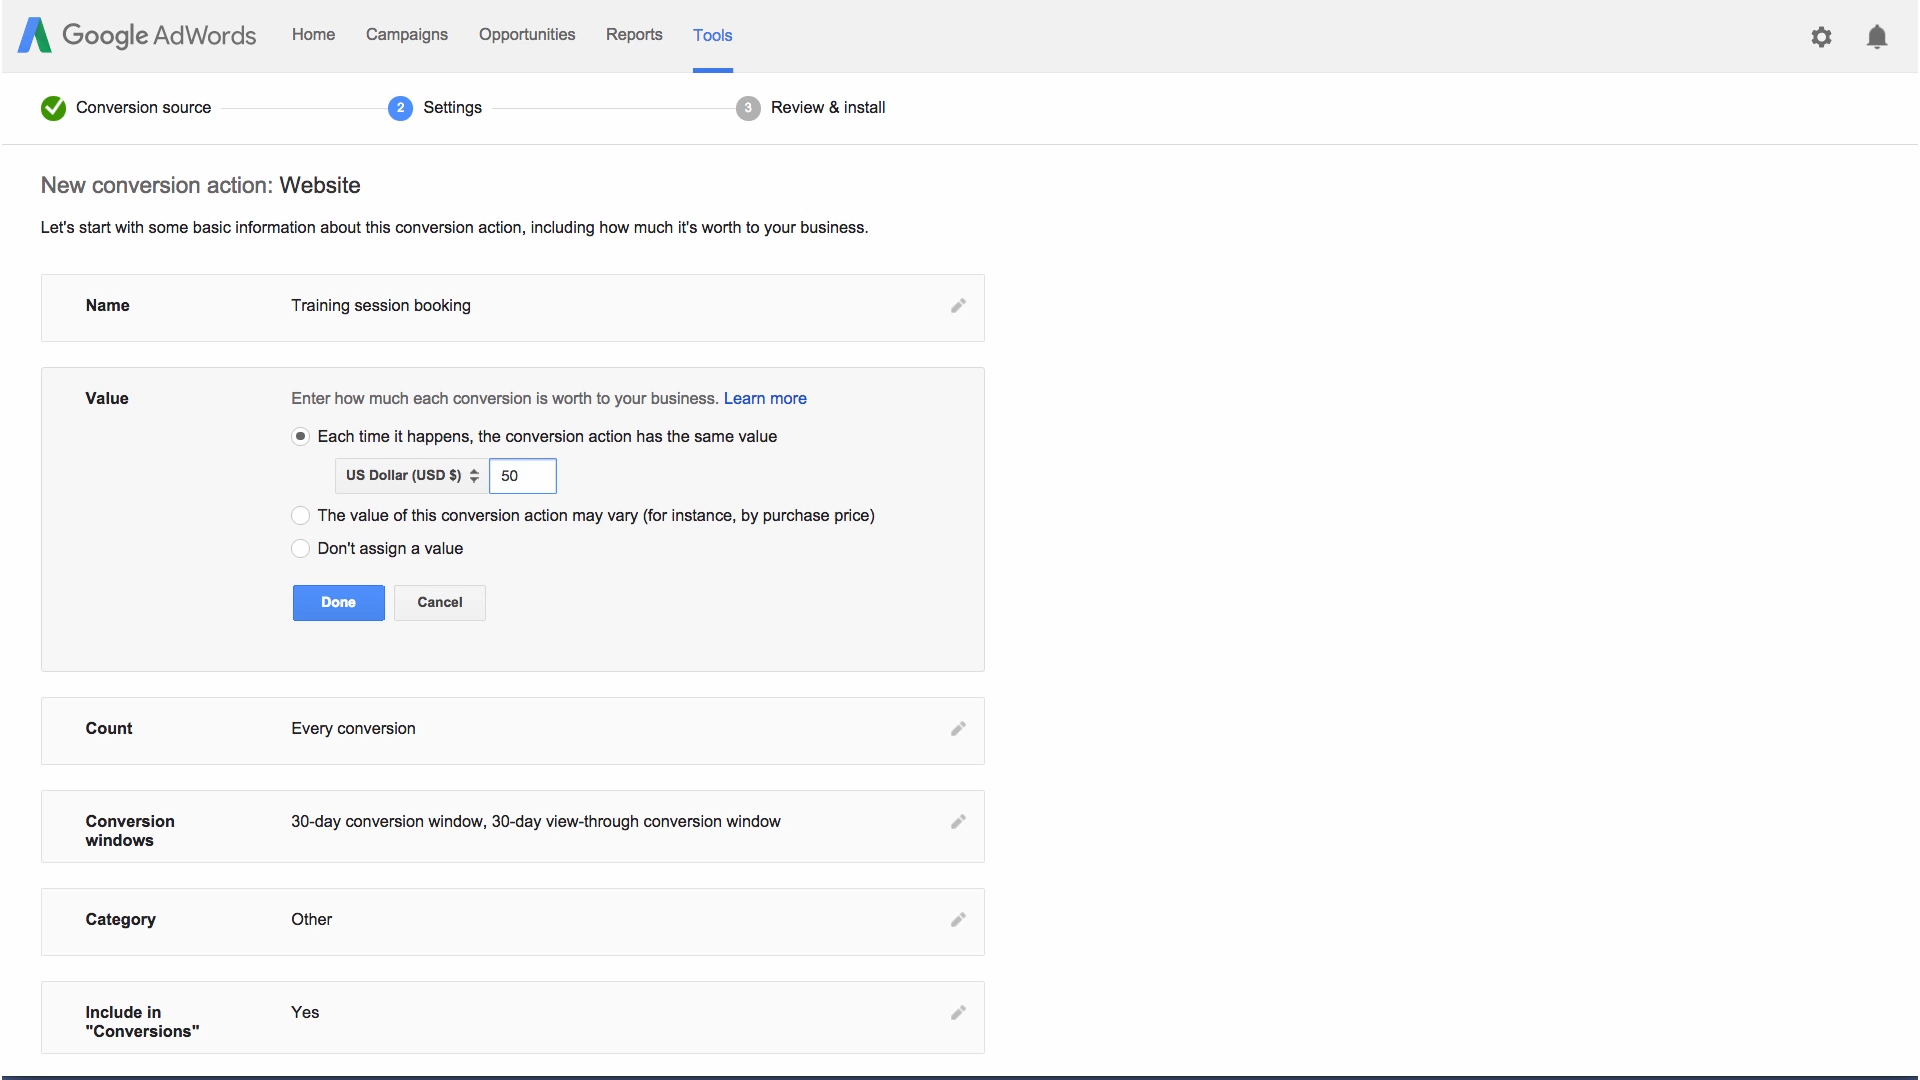 Google AdWords Home Campaigns Opportunities Reports Tools
Conversion source 2 Settings 3 Review & install
New conversion action: Website
Let's start with some basic information about this conversion action, including how much it's worth to your business.
Name Training session booking
Value Enter how much each conversion is worth to your business. Learn more
Each time it happens, the conversion action has the same value
US Dollar (USD $) 50
The value of this conversion action may vary (for instance, by purchase price)
Don't assign a value
Done Cancel
Count Every conversion
Conversion 30-day conversion window, 30-day view-through conversion window
windows
Category Other
Include in Yes
"Conversions"